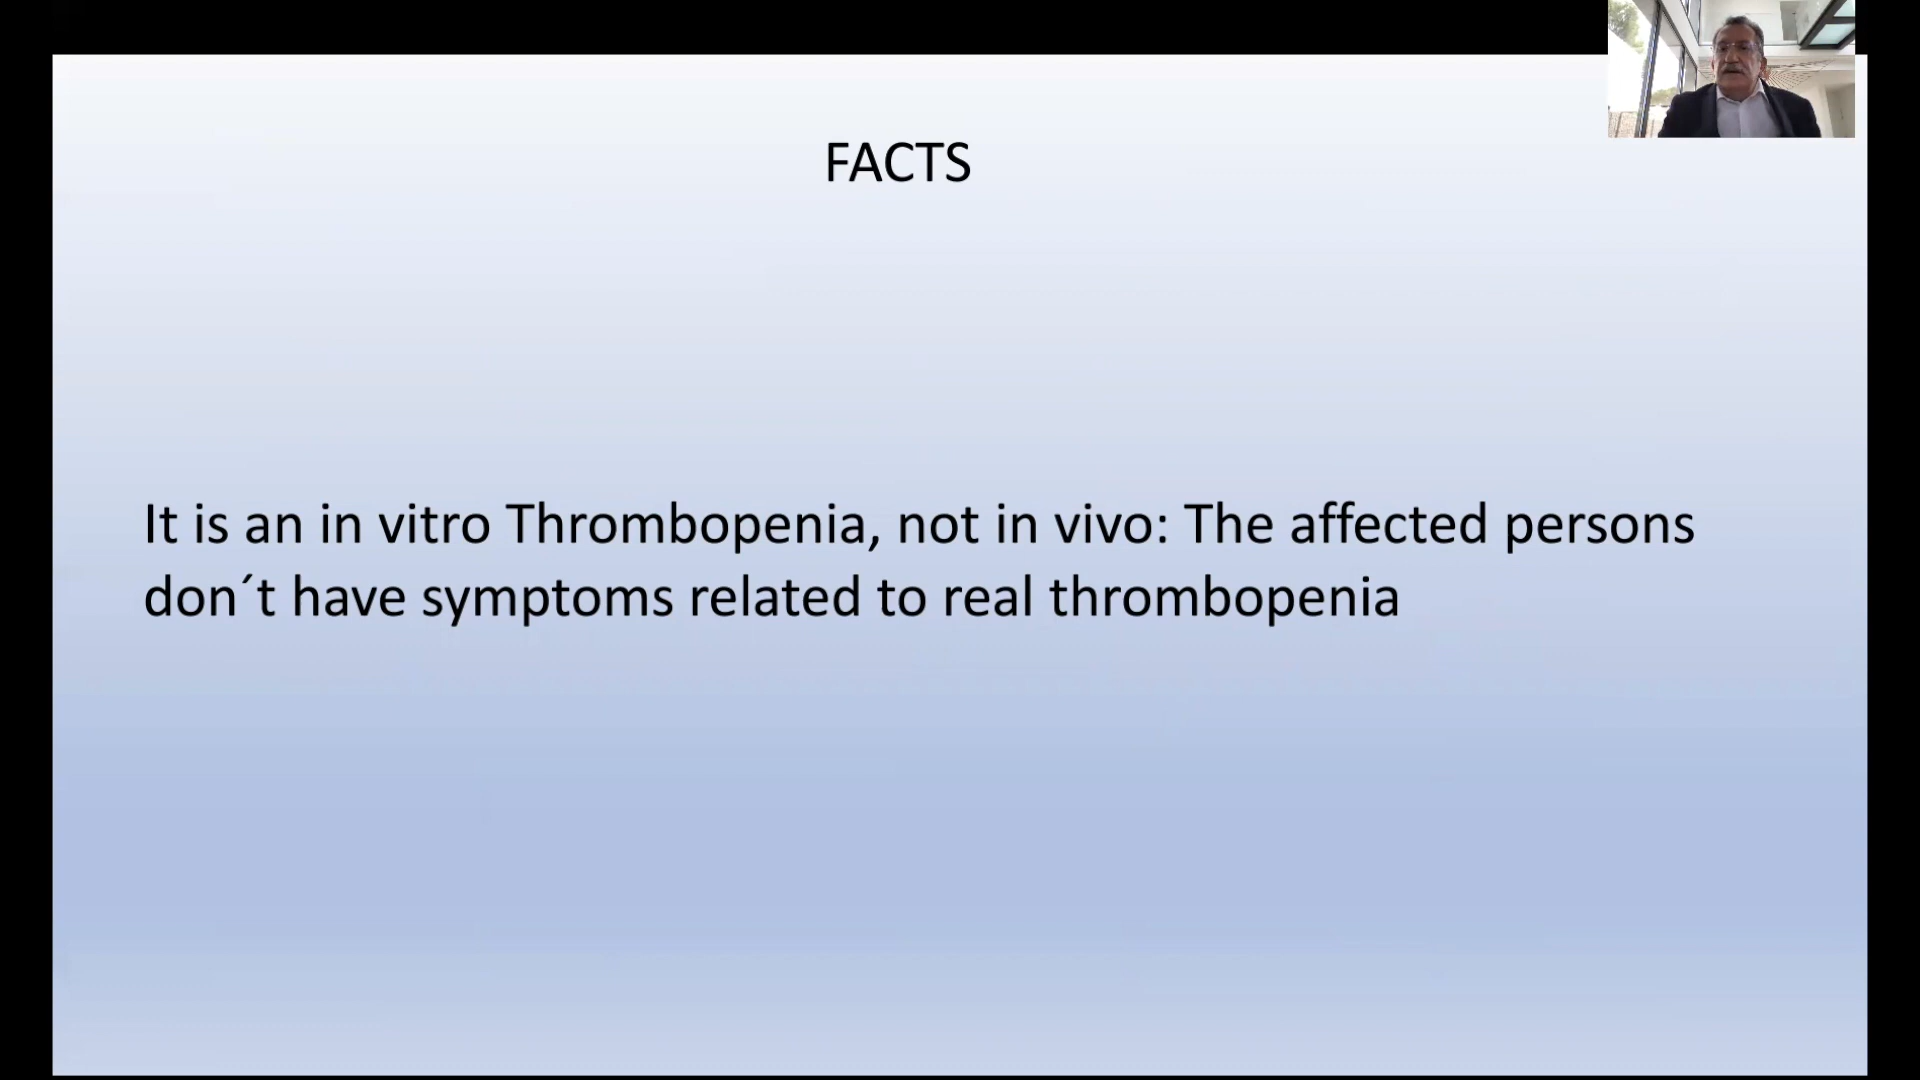 FACTS
It is an in vitro Thrombopenia, not in vivo: The affected persons
don´t have symptoms related to real thrombopenia